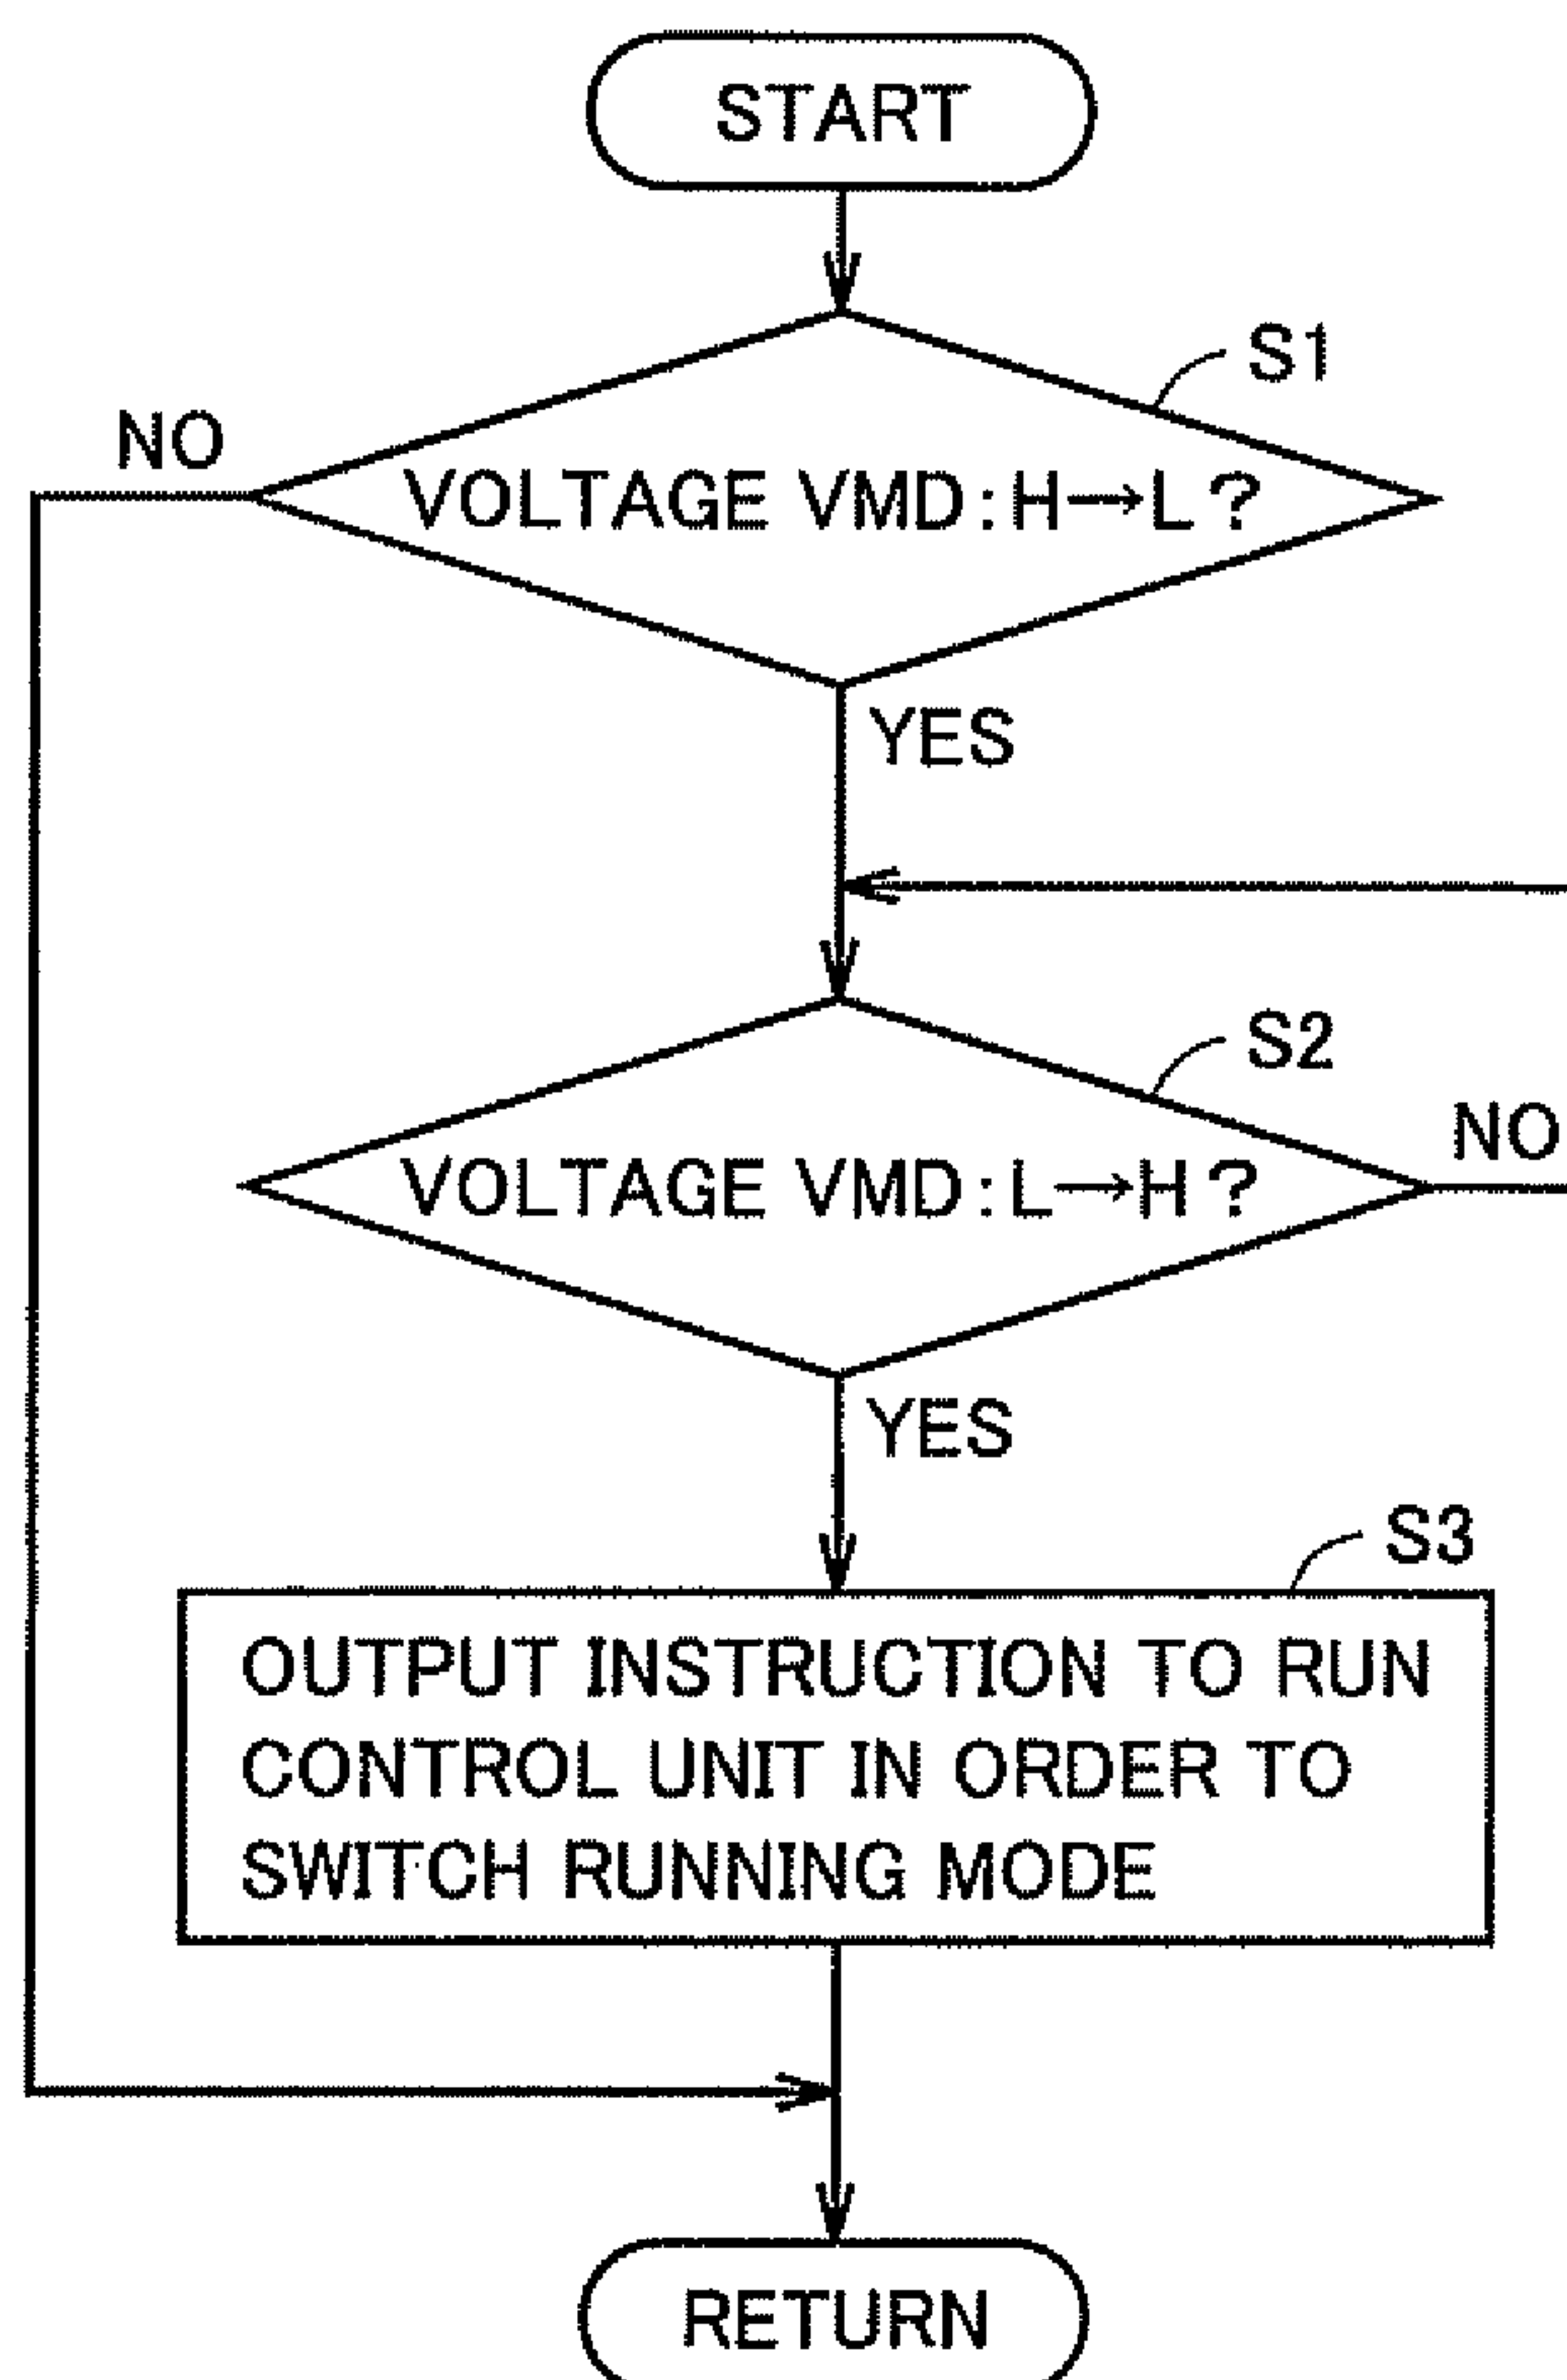 START
S1
NO
VOLTAGE VMD:H→L?
YES
S2
NO
VOLTAGE VMD:L→H?
YES
S3
OUTPUT INSTRUCTION TO RUN
CONTROL UNIT IN ORDER TO
SWITCH RUNNING MODE
RETURN